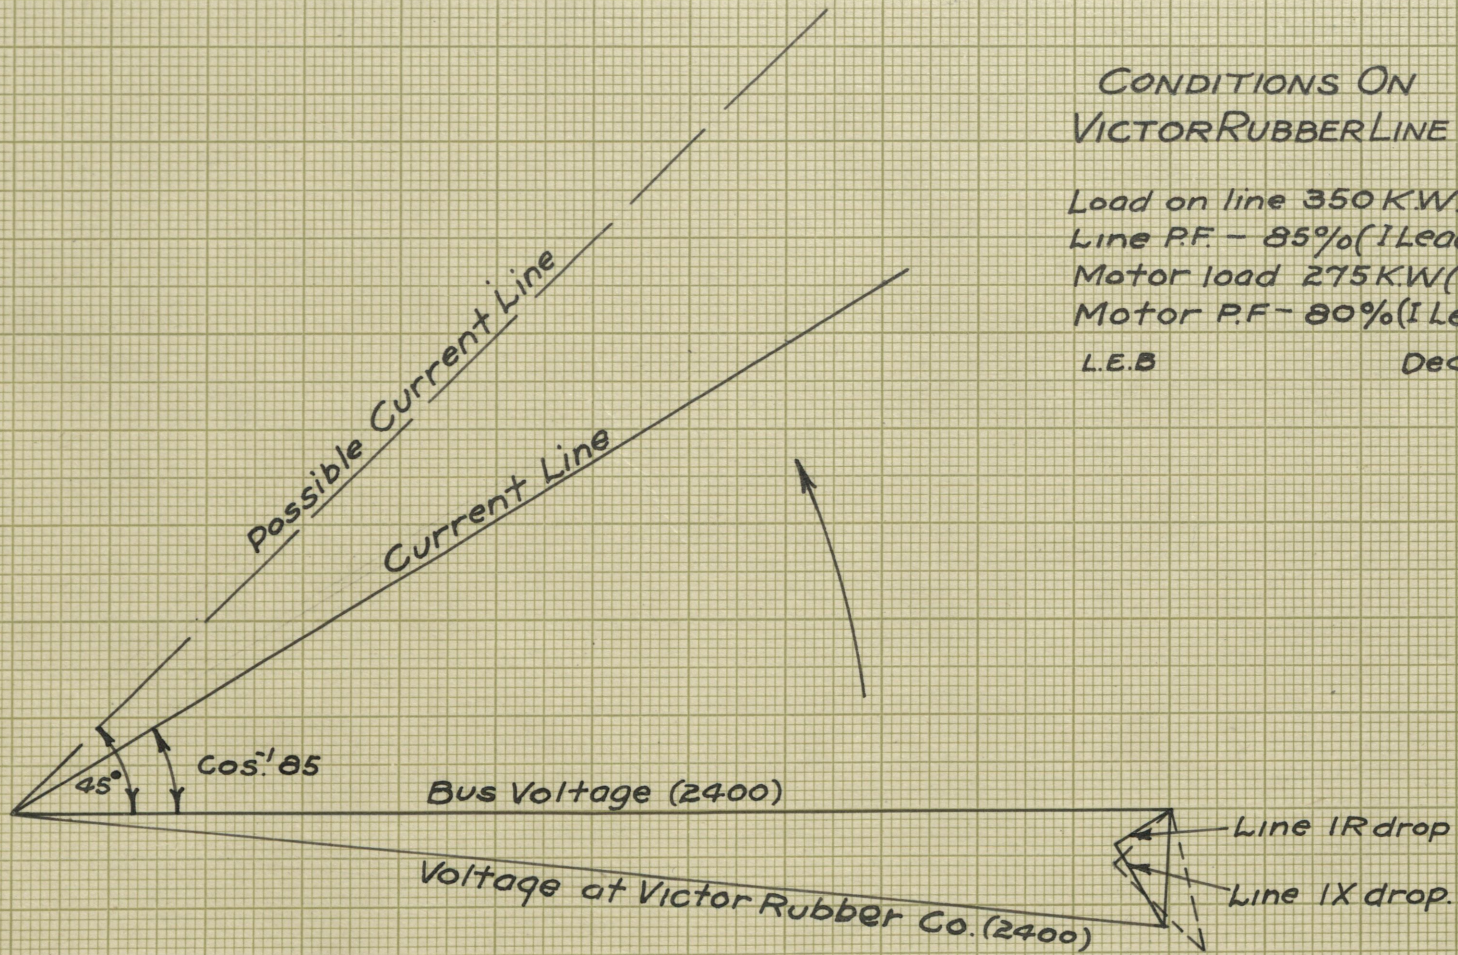 CONDITIONS ON
VICTOR RUBBER LINE
Load on line 350 K.W.
Line P.F. - 85% (I Lead
Motor load 275 K.W (
Motor P.F - 80% (I Le
L.E.B Dec
Possible Current Line
Current Line
45°
Cos⁻¹.85
Bus Voltage (2400)
Line IR drop
Line IX drop.
Voltage at Victor Rubber Co. (2400)